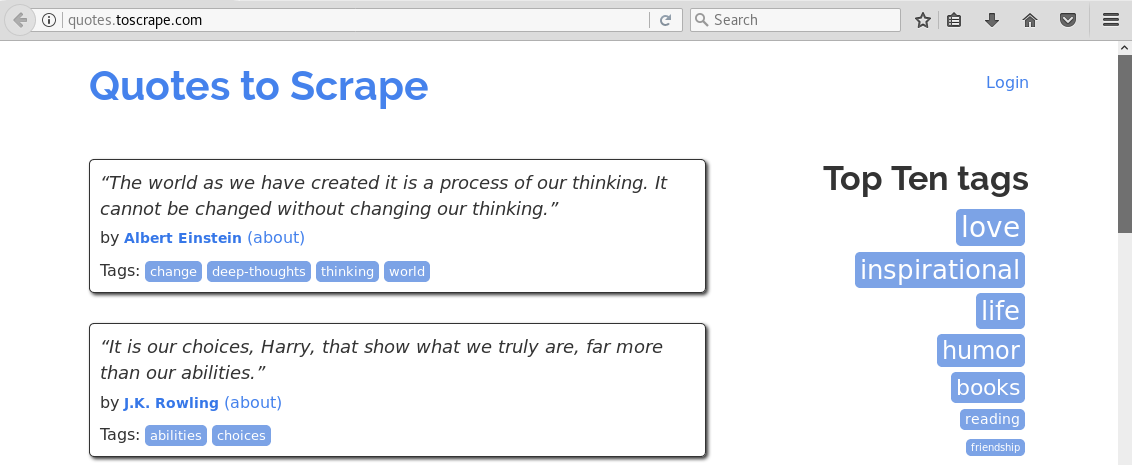 quotes.toscrape.com
Search
Quotes to Scrape
Login
“The world as we have created it is a process of our thinking. It
cannot be changed without changing our thinking.”
by Albert Einstein (about)
Tags: change deep-thoughts thinking world
“It is our choices, Harry, that show what we truly are, far more
than our abilities.”
by J.K. Rowling (about)
Tags: abilities choices
Top Ten tags
love
inspirational
life
humor
books
reading
friendship